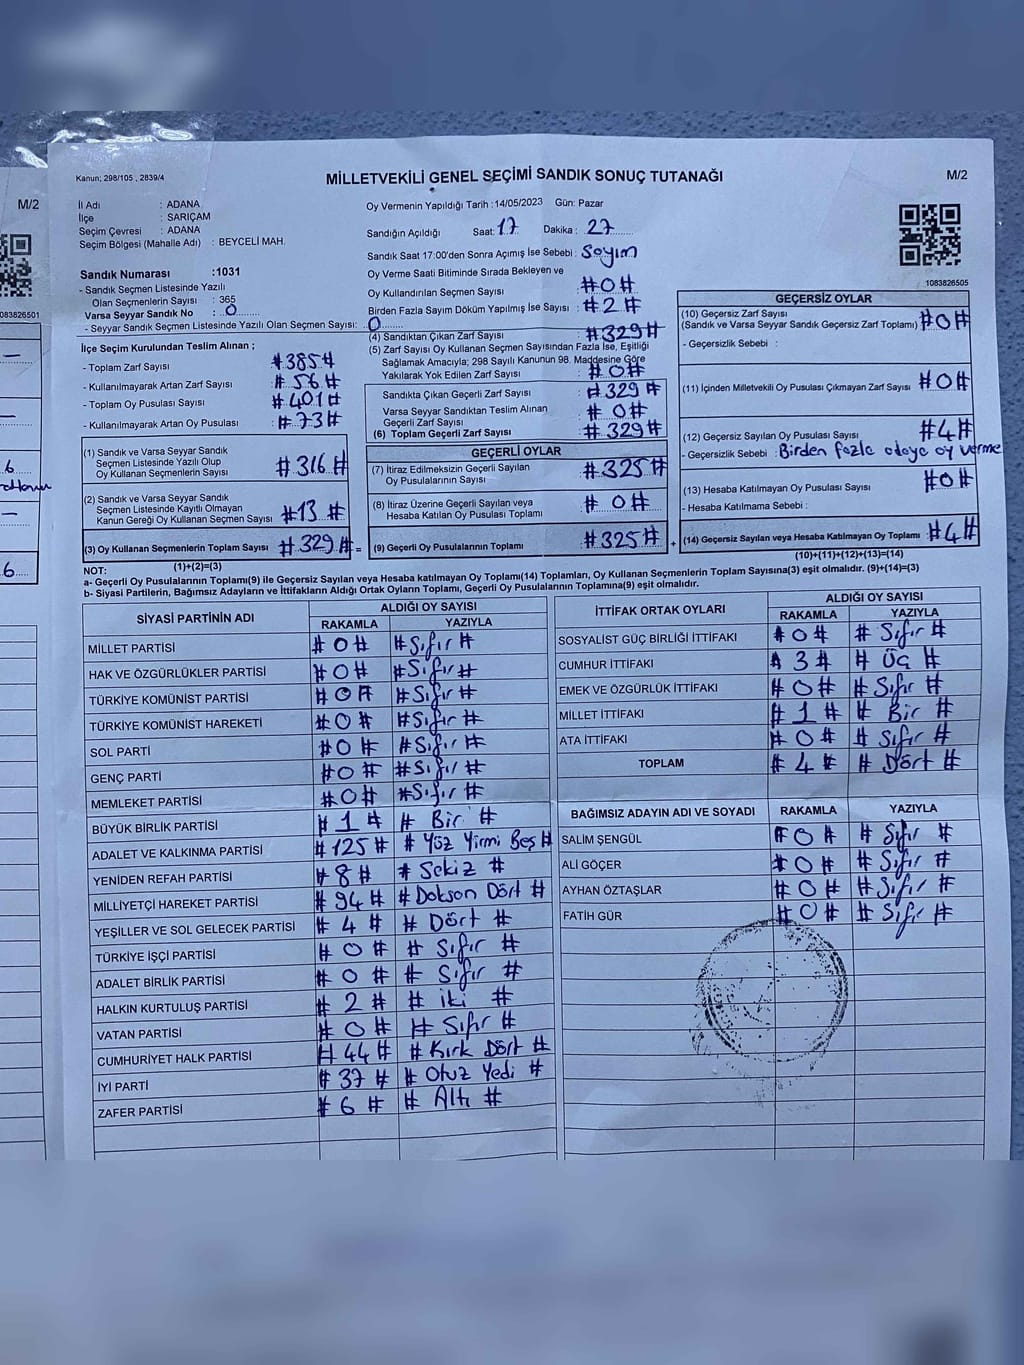 Kanun; 298/105 , 2839/4
MİLLETVEKİLİ GENEL SEÇİMİ SANDIK SONUÇ TUTANAĞI
M/2
M/2
İl Adı : ADANA
İlçe : SARIÇAM
Seçim Çevresi : ADANA
Seçim Bölgesi (Mahalle Adı) : BEYCELİ MAH.
Sandık Numarası :1031
- Sandık Seçmen Listesinde Yazılı
Olan Seçmenlerin Sayısı : 365
Varsa Seyyar Sandık No : 0
- Seyyar Sandık Seçmen Listesinde Yazılı Olan Seçmen Sayısı: 0
İlçe Seçim Kurulundan Teslim Alınan ;
- Toplam Zarf Sayısı #385#
- Kullanılmayarak Artan Zarf Sayısı # 56 #
- Toplam Oy Pusulası Sayısı # 401 #
- Kullanılmayarak Artan Oy Pusulası # 73 #
(1) Sandık ve Varsa Seyyar Sandık
Seçmen Listesinde Yazılı Olup
Oy Kullanan Seçmenlerin Sayısı # 316 #
(2) Sandık ve Varsa Seyyar Sandık
Seçmen Listesinde Kayıtlı Olmayan
Kanun Gereği Oy Kullanan Seçmen Sayısı #13 #
(3) Oy Kullanan Seçmenlerin Toplam Sayısı # 329 # =
(1)+(2)=(3)
Oy Vermenin Yapıldığı Tarih :14/05/2023 Gün: Pazar
Sandığın Açıldığı Saat: 17 Dakika : 27
Sandık Saat 17:00'den Sonra Açımış İse Sebebi : Sayım
Oy Verme Saati Bitiminde Sırada Bekleyen ve
Oy Kullandırılan Seçmen Sayısı #0#
Birden Fazla Sayım Döküm Yapılmış İse Sayısı : #2#
(4) Sandıktan Çıkan Zarf Sayısı #329 #
(5) Zarf Sayısı Oy Kullanan Seçmen Sayısından Fazla İse, Eşitliği
Sağlamak Amacıyla; 298 Sayılı Kanunun 98. Maddesine Göre
Yakılarak Yok Edilen Zarf Sayısı # 0 #
Sandıkta Çıkan Geçerli Zarf Sayısı # 329 #
Varsa Seyyar Sandıktan Teslim Alınan
Geçerli Zarf Sayısı # 0 #
(6) Toplam Geçerli Zarf Sayısı # 329 #
GEÇERLİ OYLAR
(7) İtiraz Edilmeksizin Geçerli Sayılan
Oy Pusulalarının Sayısı # 325 #
(8) İtiraz Üzerine Geçerli Sayılan veya
Hesaba Katılan Oy Pusulası Toplamı # 0 #
(9) Geçerli Oy Pusulalarının Toplamı # 325 # +
1083826505
GEÇERSİZ OYLAR
(10) Geçersiz Zarf Sayısı
(Sandık ve Varsa Seyyar Sandık Geçersiz Zarf Toplamı) #0#
- Geçersizlik Sebebi :
(11) İçinden Milletvekili Oy Pusulası Çıkmayan Zarf Sayısı #0#
(12) Geçersiz Sayılan Oy Pusulası Sayısı #4#
- Geçersizlik Sebebi : Birden fazla adaya oy verme
(13) Hesaba Katılmayan Oy Pusulası Sayısı #0#
- Hesaba Katılmama Sebebi :
(14) Geçersiz Sayılan veya Hesaba Katılmayan Oy Toplamı #4#
(10)+(11)+(12)+(13)=(14)
NOT:
a- Geçerli Oy Pusulalarının Toplamı(9) ile Geçersiz Sayılan veya Hesaba katılmayan Oy Toplamı(14) Toplamları, Oy Kullanan Seçmenlerin Toplam Sayısına(3) eşit olmalıdır. (9)+(14)=(3)
b- Siyasi Partilerin, Bağımsız Adayların ve İttifakların Aldığı Ortak Oyların Toplamı, Geçerli Oy Pusulalarının Toplamına(9) eşit olmalıdır.
SİYASİ PARTİNİN ADI ALDIĞI OY SAYISI
RAKAMLA YAZIYLA
MİLLET PARTİSİ # 0 # # Sıfır #
HAK VE ÖZGÜRLÜKLER PARTİSİ # 0 # # Sıfır #
TÜRKİYE KOMÜNİST PARTİSİ # 0 # # Sıfır #
TÜRKİYE KOMÜNİST HAREKETİ # 0 # # Sıfır #
SOL PARTİ # 0 # # Sıfır #
GENÇ PARTİ # 0 # # Sıfır #
MEMLEKET PARTİSİ # 0 # # Sıfır #
BÜYÜK BİRLİK PARTİSİ # 1 # # Bir #
ADALET VE KALKINMA PARTİSİ # 125 # # Yüz Yirmi Beş #
YENİDEN REFAH PARTİSİ # 8 # # Sekiz #
MİLLİYETÇİ HAREKET PARTİSİ # 94 # # Doksan Dört #
YEŞİLLER VE SOL GELECEK PARTİSİ # 4 # # Dört #
TÜRKİYE İŞÇİ PARTİSİ # 0 # # Sıfır #
ADALET BİRLİK PARTİSİ # 0 # # Sıfır #
HALKIN KURTULUŞ PARTİSİ # 2 # # iki #
VATAN PARTİSİ # 0 # # Sıfır #
CUMHURİYET HALK PARTİSİ # 44 # # Kırk Dört #
İYİ PARTİ # 37 # # Otuz Yedi #
ZAFER PARTİSİ # 6 # # Altı #
İTTİFAK ORTAK OYLARI ALDIĞI OY SAYISI
RAKAMLA YAZIYLA
SOSYALİST GÜÇ BİRLİĞİ İTTİFAKI # 0 # # Sıfır #
CUMHUR İTTİFAKI # 3 # # Üç #
EMEK VE ÖZGÜRLÜK İTTİFAKI # 0 # # Sıfır #
MİLLET İTTİFAKI # 1 # # Bir #
ATA İTTİFAKI # 0 # # Sıfır #
TOPLAM # 4 # # Dört #
BAĞIMSIZ ADAYIN ADI VE SOYADI RAKAMLA YAZIYLA
SALİM ŞENGÜL # 0 # # Sıfır #
ALİ GÖÇER # 0 # # Sıfır #
AYHAN ÖZTAŞLAR # 0 # # Sıfır #
FATİH GÜR # 0 # # Sıfır #